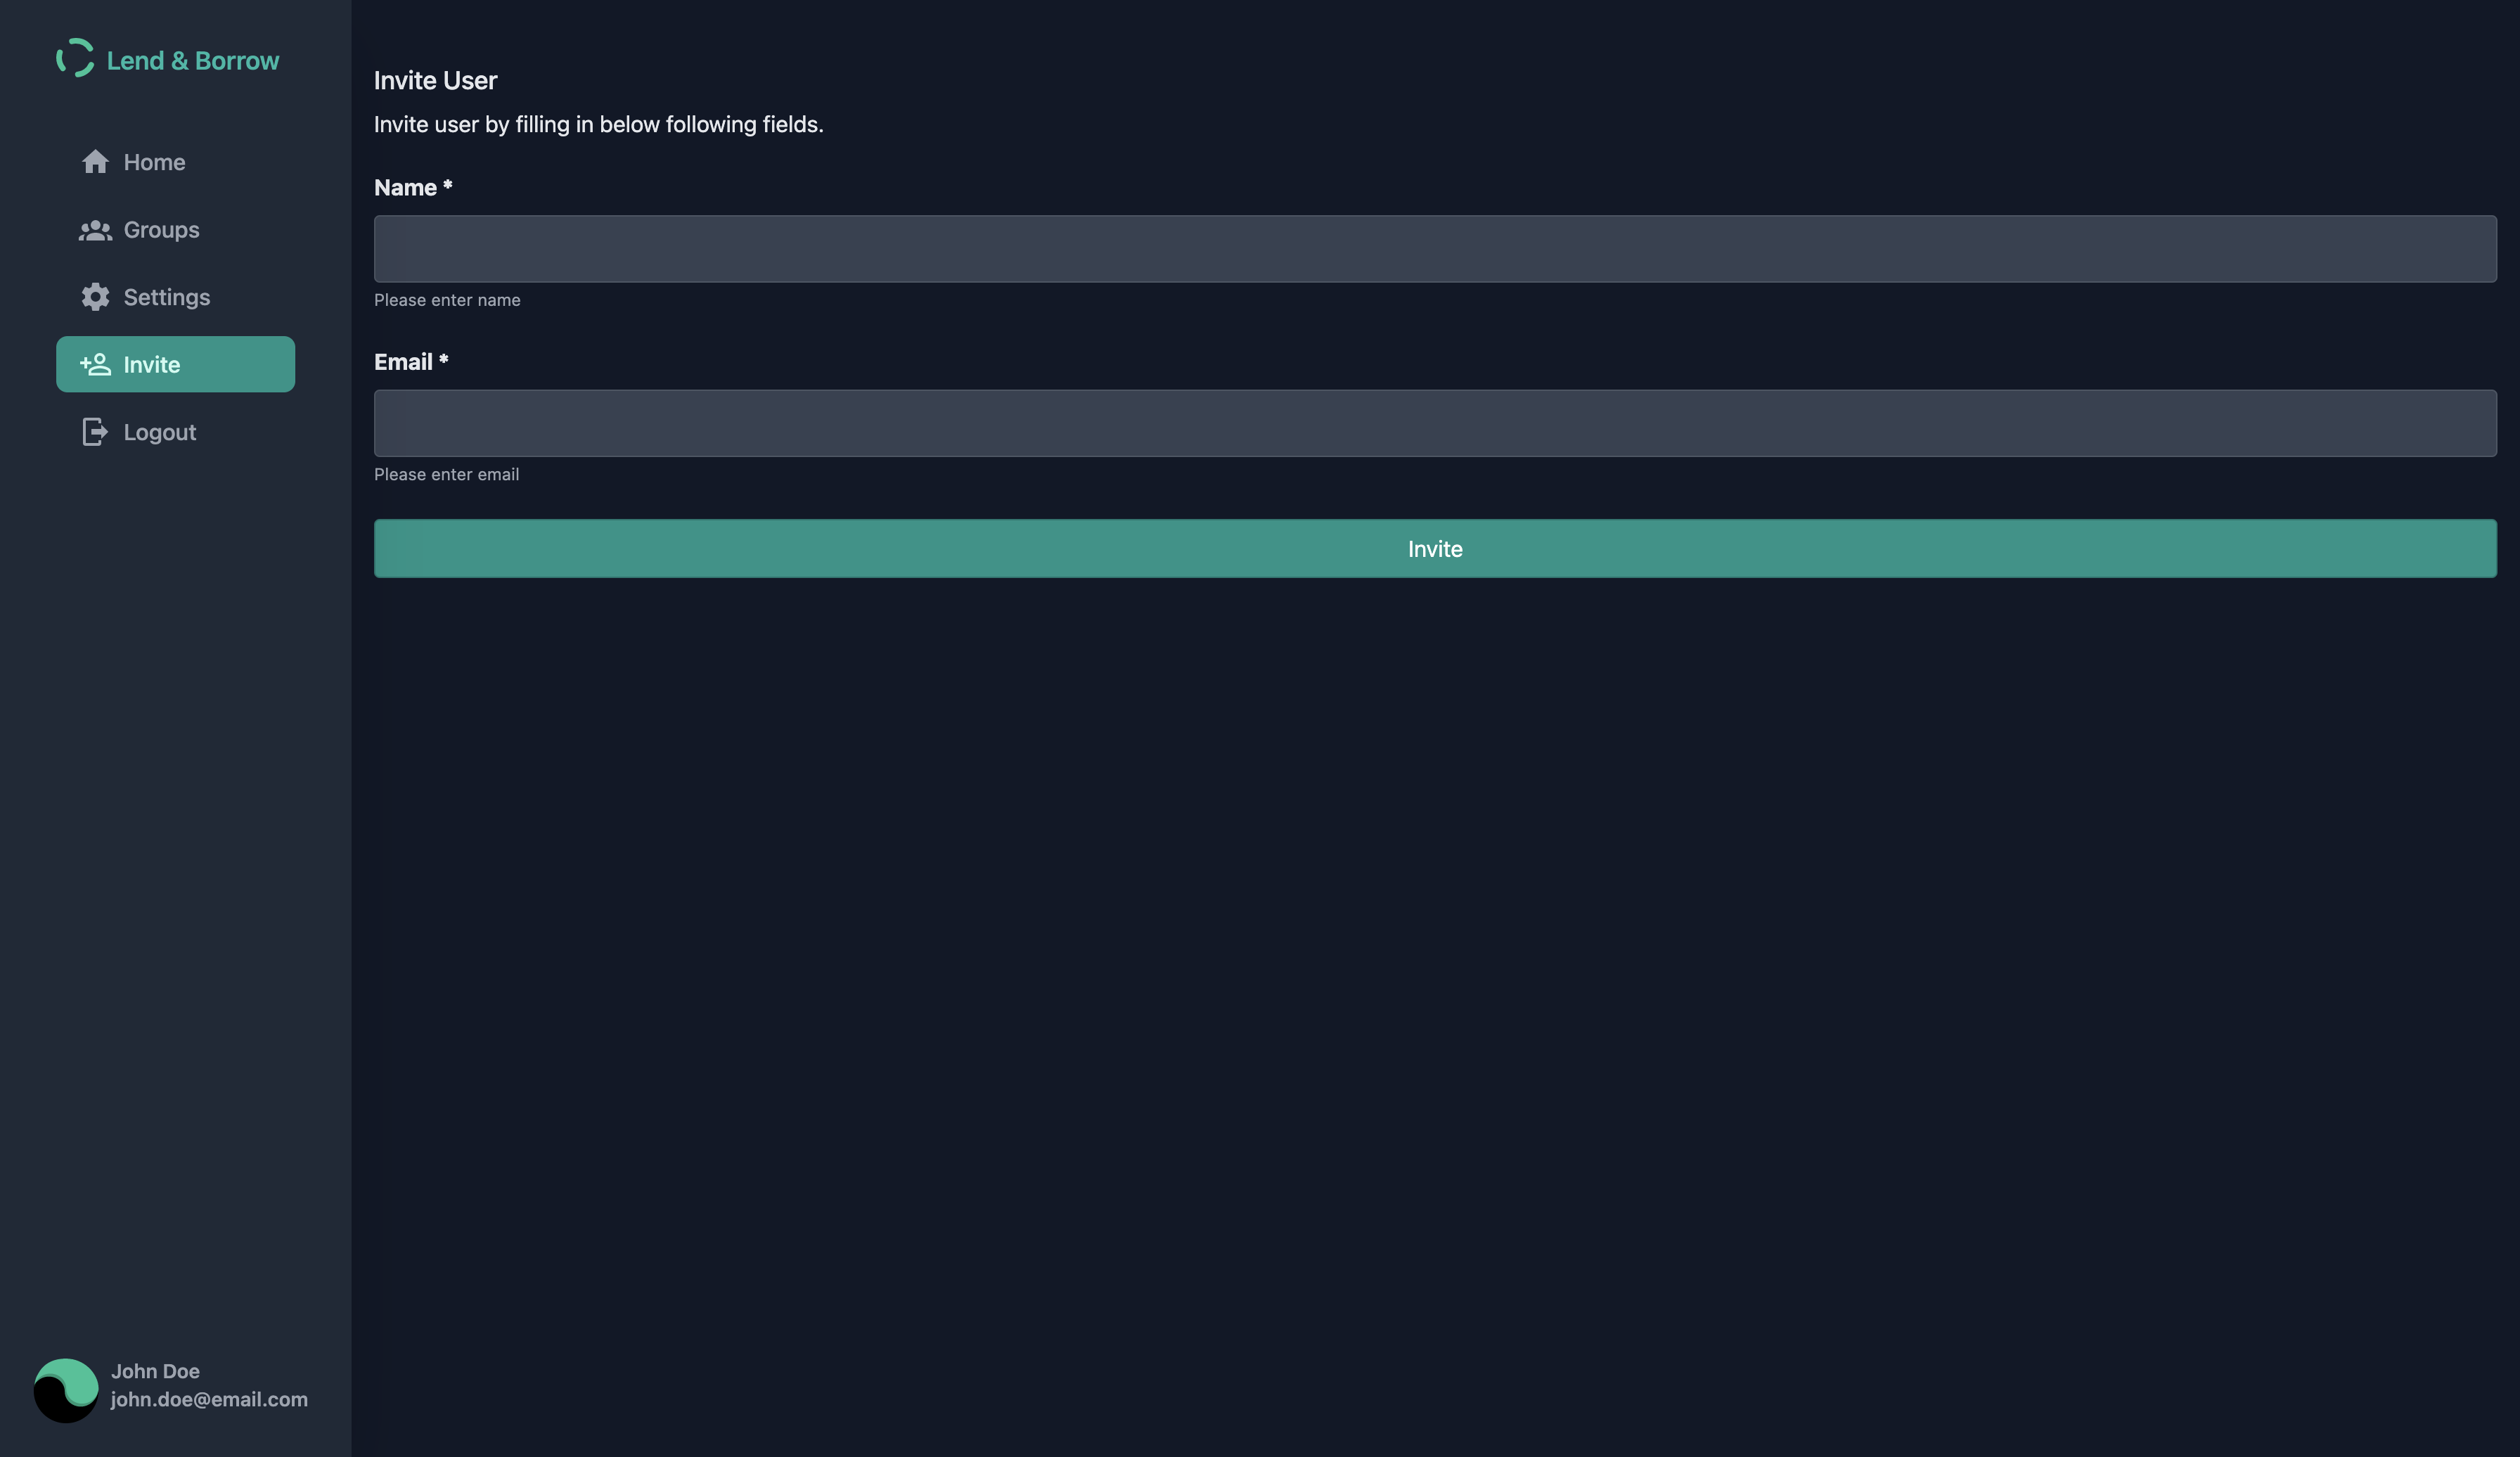 Lend & Borrow
Home
Groups
Settings
Invite
Logout
John Doe
john.doe@email.com
Invite User
Invite user by filling in below following fields.
Name *
Please enter name
Email *
Please enter email
Invite